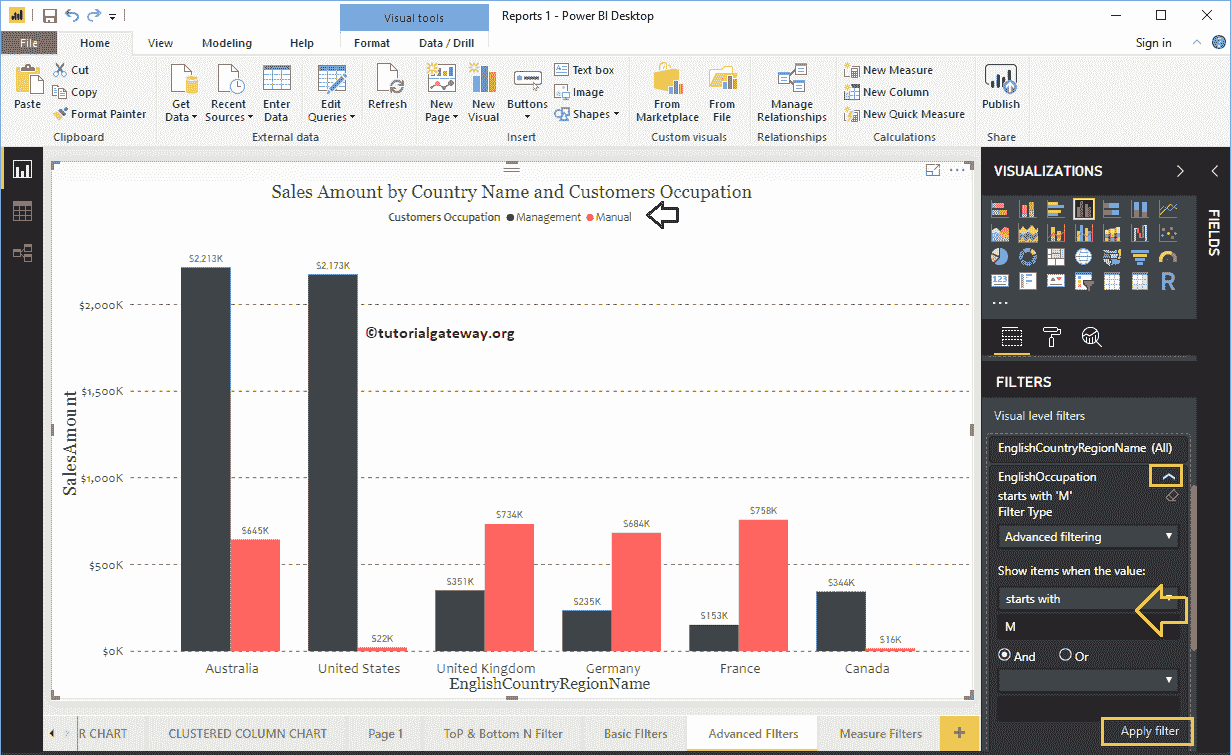 Visual tools
Reports 1 - Power BI Desktop
File
Home
View
Modeling
Help
Format
Data / Drill
Sign in
Paste
Cut
Copy
Format Painter
Clipboard
Get Data
Recent Sources
Enter Data
Edit Queries
External data
Refresh
New Page
New Visual
Buttons
Text box
Image
Shapes
Insert
From Marketplace
From File
Custom visuals
Manage Relationships
Relationships
New Measure
New Column
New Quick Measure
Calculations
Publish
Share
Sales Amount by Country Name and Customers Occupation
Customers Occupation Management Manual
©tutorialgateway.org
SalesAmount
$2,000K
$1,500K
$1,000K
$500K
$0K
$2,213K
$645K
$2,173K
$22K
$351K
$734K
$235K
$684K
$153K
$758K
$344K
$16K
Australia
United States
United Kingdom
Germany
France
Canada
EnglishCountryRegionName
VISUALIZATIONS
FIELDS
123
R
FILTERS
Visual level filters
EnglishCountryRegionName (All)
EnglishOccupation
starts with 'M'
Filter Type
Advanced filtering
Show items when the value:
starts with
M
And
Or
Apply filter
R CHART
CLUSTERED COLUMN CHART
Page 1
ToP & Bottom N Filter
Basic FIlters
Advanced FIlters
Measure Filters
+